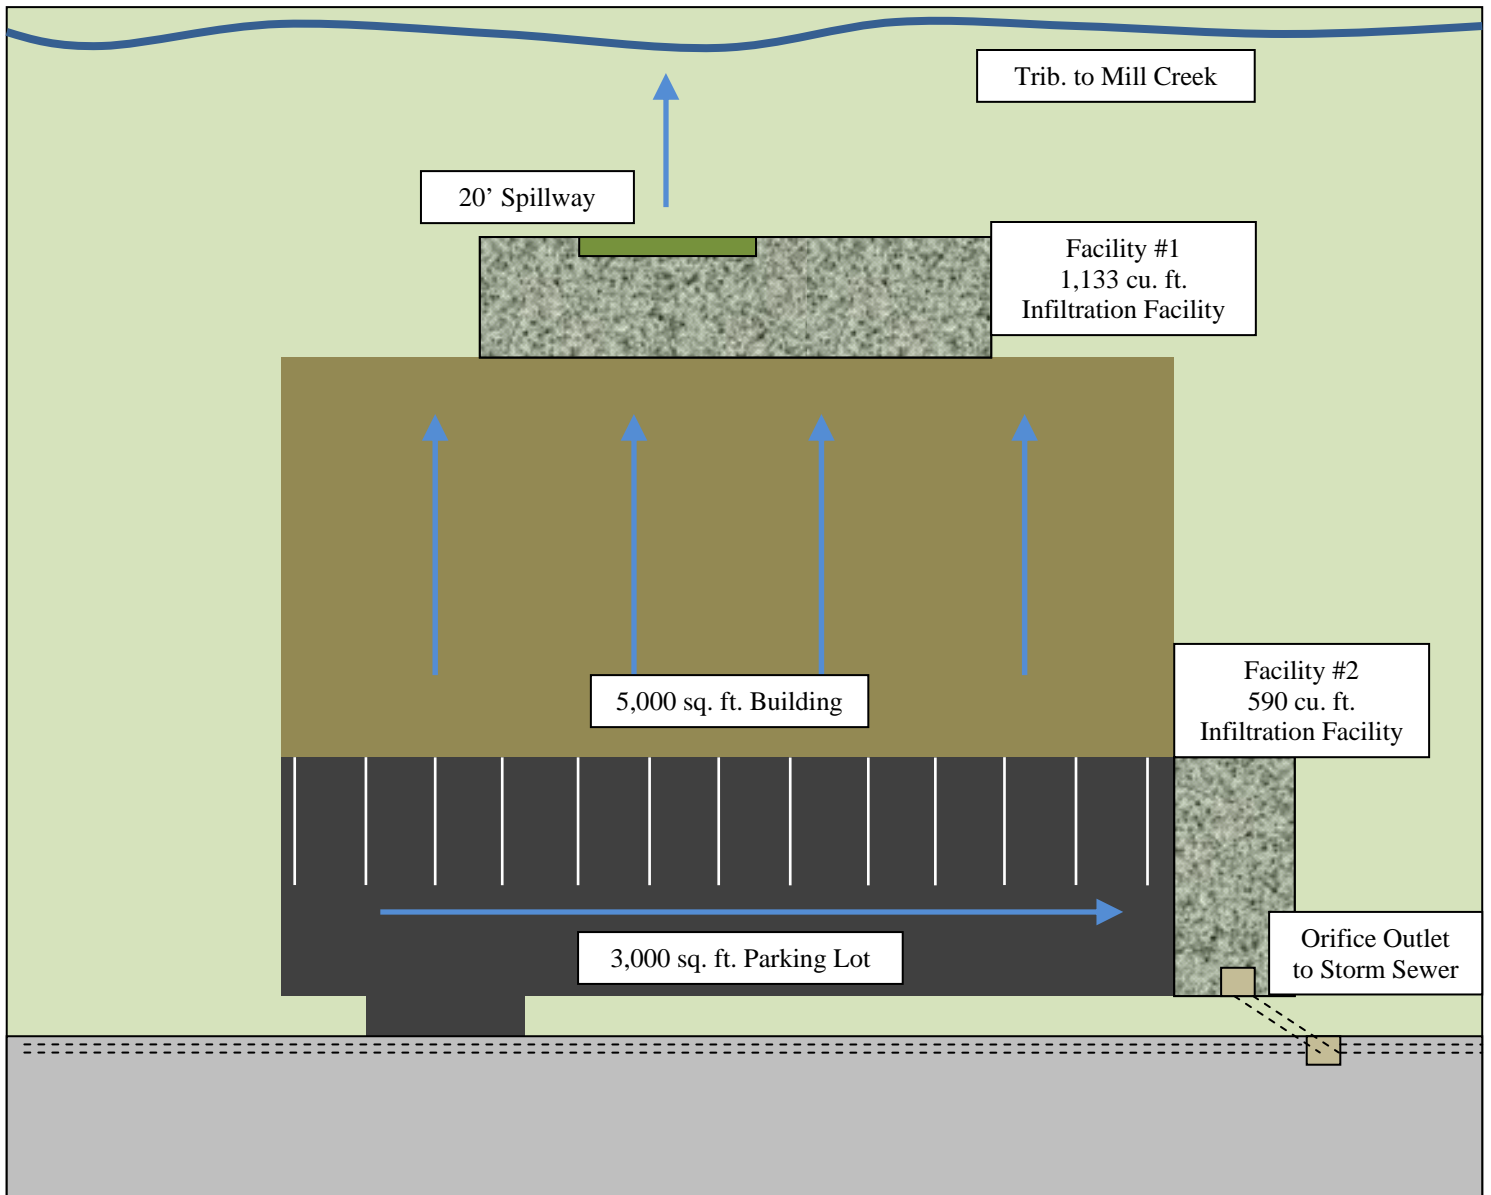 Trib. to Mill Creek
20’ Spillway
Facility #1
1,133 cu. ft.
Infiltration Facility
5,000 sq. ft. Building
Facility #2
590 cu. ft.
Infiltration Facility
3,000 sq. ft. Parking Lot
Orifice Outlet
to Storm Sewer